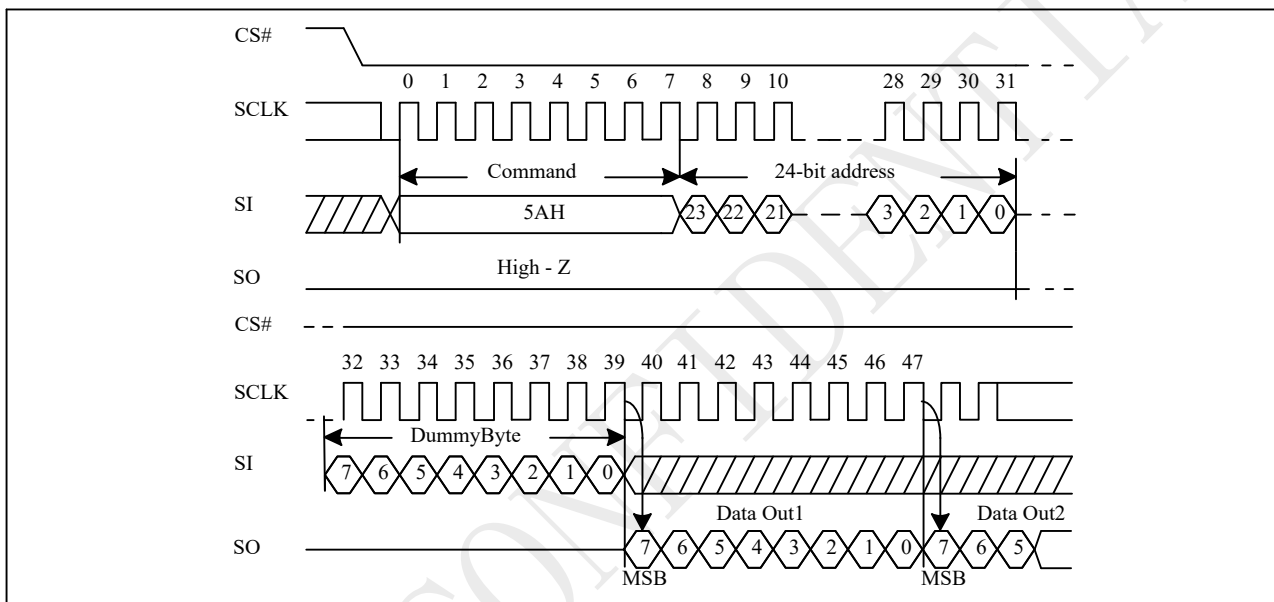 CS#
0 1 2 3 4 5 6 7 8 9 10 28 29 30 31
SCLK
Command 24-bit address
SI 5AH 23 22 21 3 2 1 0
High - Z
SO
CS#
32 33 34 35 36 37 38 39 40 41 42 43 44 45 46 47
SCLK
DummyByte
SI 7 6 5 4 3 2 1 0
Data Out1 Data Out2
SO 7 6 5 4 3 2 1 0 7 6 5
MSB MSB
CONFIDENTIA